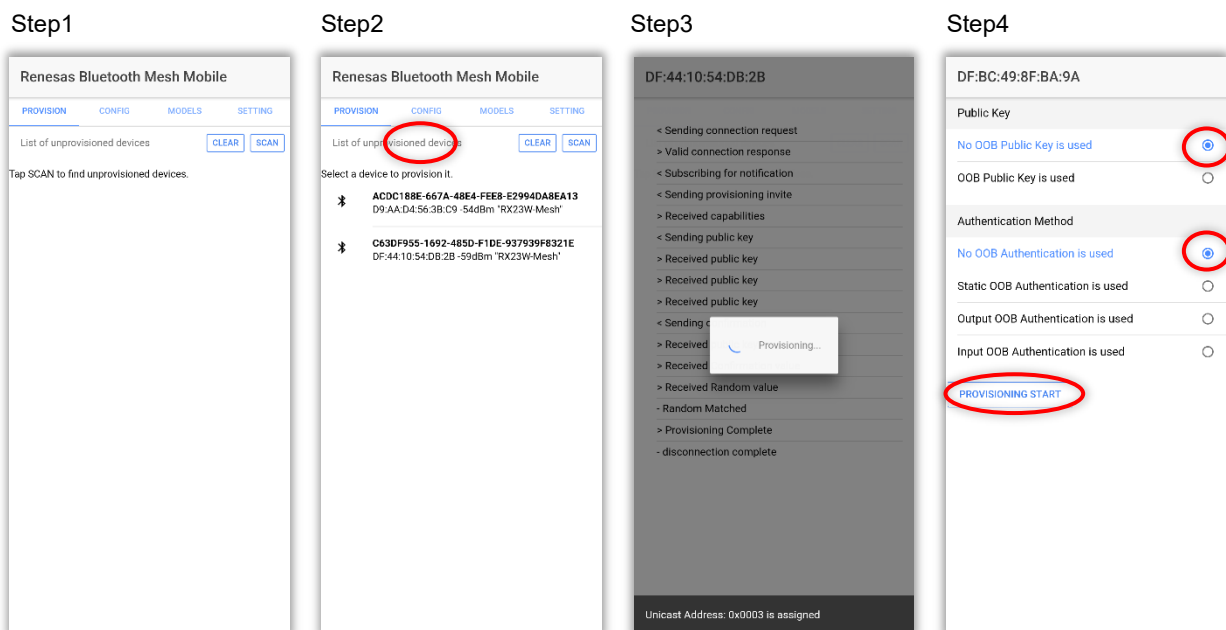 Step1
Renesas Bluetooth Mesh Mobile
PROVISION CONFIG MODELS SETTING
List of unprovisioned devices CLEAR SCAN
Tap SCAN to find unprovisioned devices.
Step2
Renesas Bluetooth Mesh Mobile
PROVISION CONFIG MODELS SETTING
List of unprovisioned devices CLEAR SCAN
Select a device to provision it.
ACDC188E-667A-48E4-FEE8-E2994DA8EA13
D9:AA:D4:56:3B:C9 -54dBm "RX23W-Mesh"
C63DF955-1692-485D-F1DE-937939F8321E
DF:44:10:54:DB:2B -59dBm "RX23W-Mesh"
Step3
DF:44:10:54:DB:2B
< Sending connection request
> Valid connection response
< Subscribing for notification
< Sending provisioning invite
> Received capabilities
< Sending public key
> Received public key
> Received public key
> Received public key
< Sending
> Received
Provisioning...
> Received
> Received Random value
- Random Matched
> Provisioning Complete
- disconnection complete
Unicast Address: 0x0003 is assigned
Step4
DF:BC:49:8F:BA:9A
Public Key
No OOB Public Key is used
OOB Public Key is used
Authentication Method
No OOB Authentication is used
Static OOB Authentication is used
Output OOB Authentication is used
Input OOB Authentication is used
PROVISIONING START